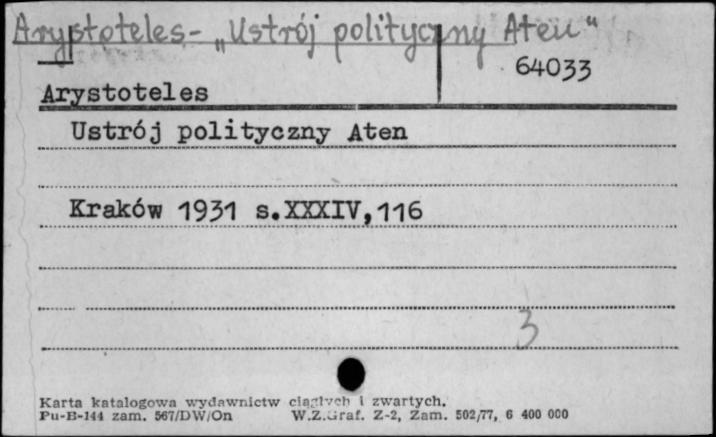 Arystoteles - „Ustrój polityczny Aten"
64033
Arystoteles
Ustrój polityczny Aten
Kraków 1931 s.XXXIV,116
3
Karta katalogowa wydawnictw ciągłych i zwartych.
Pu-B-144 zam. 567/DW/On W.Z.Graf. Z-2, Zam. 502/77, 6 400 000